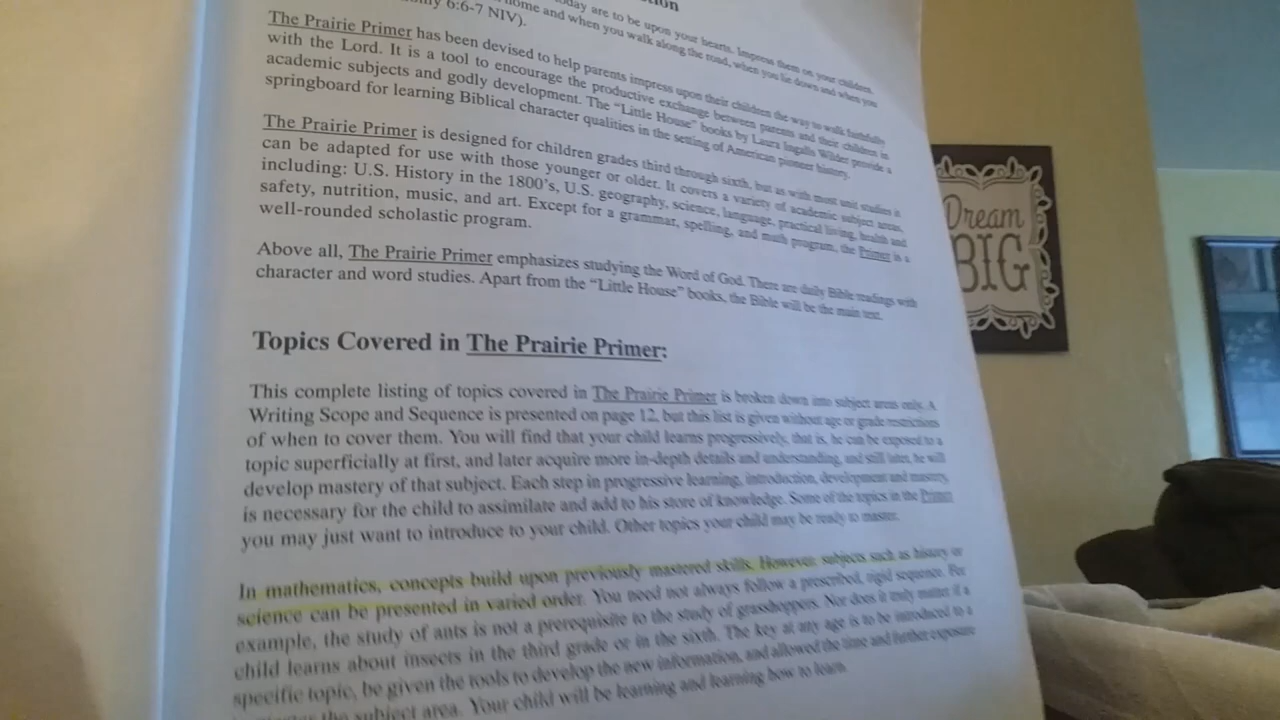 tion
oday are to be upon your hearts. Impress them on your children.
home and when you walk along the road, when you lie down and when you
6:6-7 NIV).
The Prairie Primer has been devised to help parents impress upon their children the way to walk faithfully
with the Lord. It is a tool to encourage the productive exchange between parents and their children in
academic subjects and godly development. The “Little House” books by Laura Ingalls Wilder provide a
springboard for learning Biblical character qualities in the setting of American pioneer history.
The Prairie Primer is designed for children grades third through sixth, but as with most unit studies is
can be adapted for use with those younger or older. It covers a variety of academic subject areas,
including: U.S. History in the 1800’s, U.S. geography, science, language, practical living, health and
safety, nutrition, music, and art. Except for a grammar, spelling, and math program, the Primer is a
well-rounded scholastic program.
Above all, The Prairie Primer emphasizes studying the Word of God. There are daily Bible readings with
character and word studies. Apart from the “Little House” books, the Bible will be the main text.
Topics Covered in The Prairie Primer:
This complete listing of topics covered in The Prairie Primer is broken down into subject areas only. A
Writing Scope and Sequence is presented on page 12, but this list is given without age or grade restrictions
of when to cover them. You will find that your child learns progressively, that is, he can be exposed to a
topic superficially at first, and later acquire more in-depth details and understanding, and still later, he will
develop mastery of that subject. Each step in progressive learning, introduction, development and mastery,
is necessary for the child to assimilate and add to his store of knowledge. Some of the topics in the Primer
you may just want to introduce to your child. Other topics your child may be ready to master.
In mathematics, concepts build upon previously mastered skills. However, subjects such as history or
science can be presented in varied order. You need not always follow a prescribed, rigid sequence. For
example, the study of ants is not a prerequisite to the study of grasshoppers. Nor does it truly matter if a
child learns about insects in the third grade or in the sixth. The key at any age is to be introduced to a
specific topic, be given the tools to develop the new information, and allowed the time and further exposure
the subject area. Your child will be learning and learning how to learn.
Dream
BIG